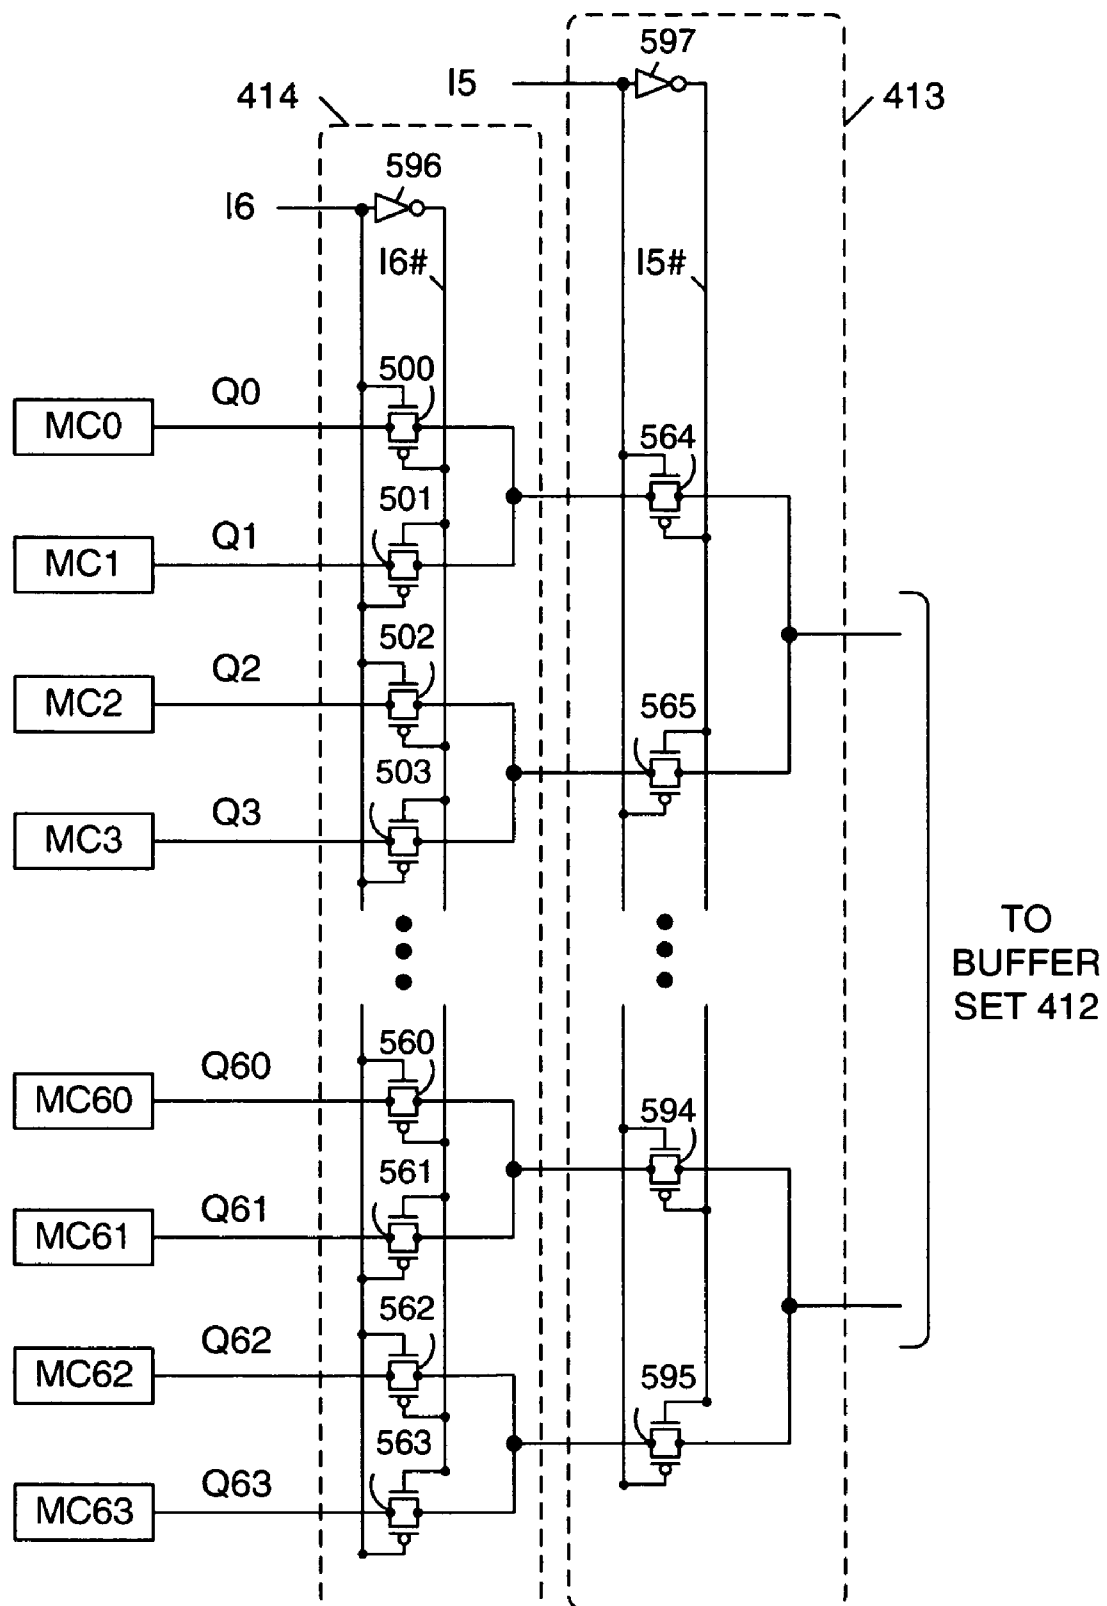 597
I5
414
413
596
I6
I6#
I5#
500
Q0
MC0
564
501
Q1
MC1
502
Q2
MC2
565
503
Q3
MC3
TO
BUFFER
SET 412
560
Q60
MC60
594
561
Q61
MC61
562
Q62
MC62
595
563
Q63
MC63